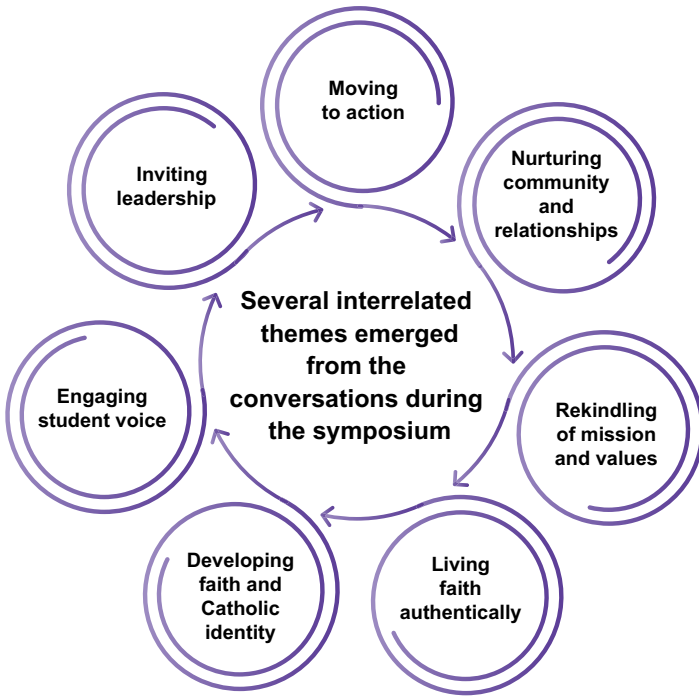 Moving
to action
Nurturing
community
and
relationships
Rekindling
of mission
and values
Living
faith
authentically
Developing
faith and
Catholic
identity
Engaging
student voice
Inviting
leadership
Several interrelated
themes emerged
from the
conversations during
the symposium